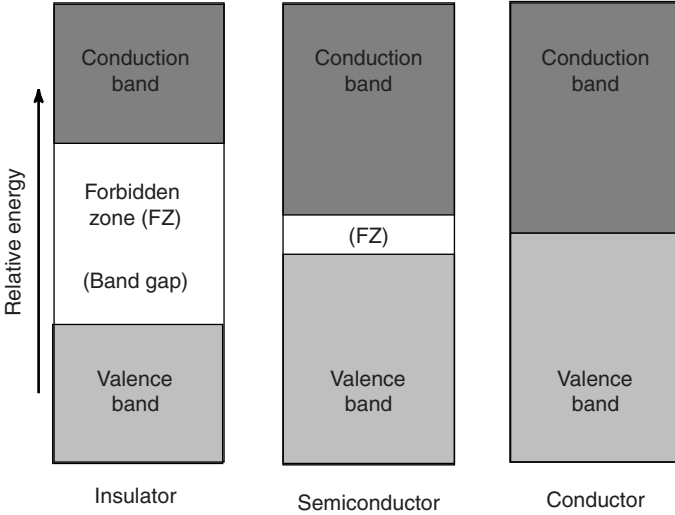 Relative energy
Conduction
band
Forbidden
zone (FZ)
(Band gap)
Valence
band
Insulator
Conduction
band
(FZ)
Valence
band
Semiconductor
Conduction
band
Valence
band
Conductor